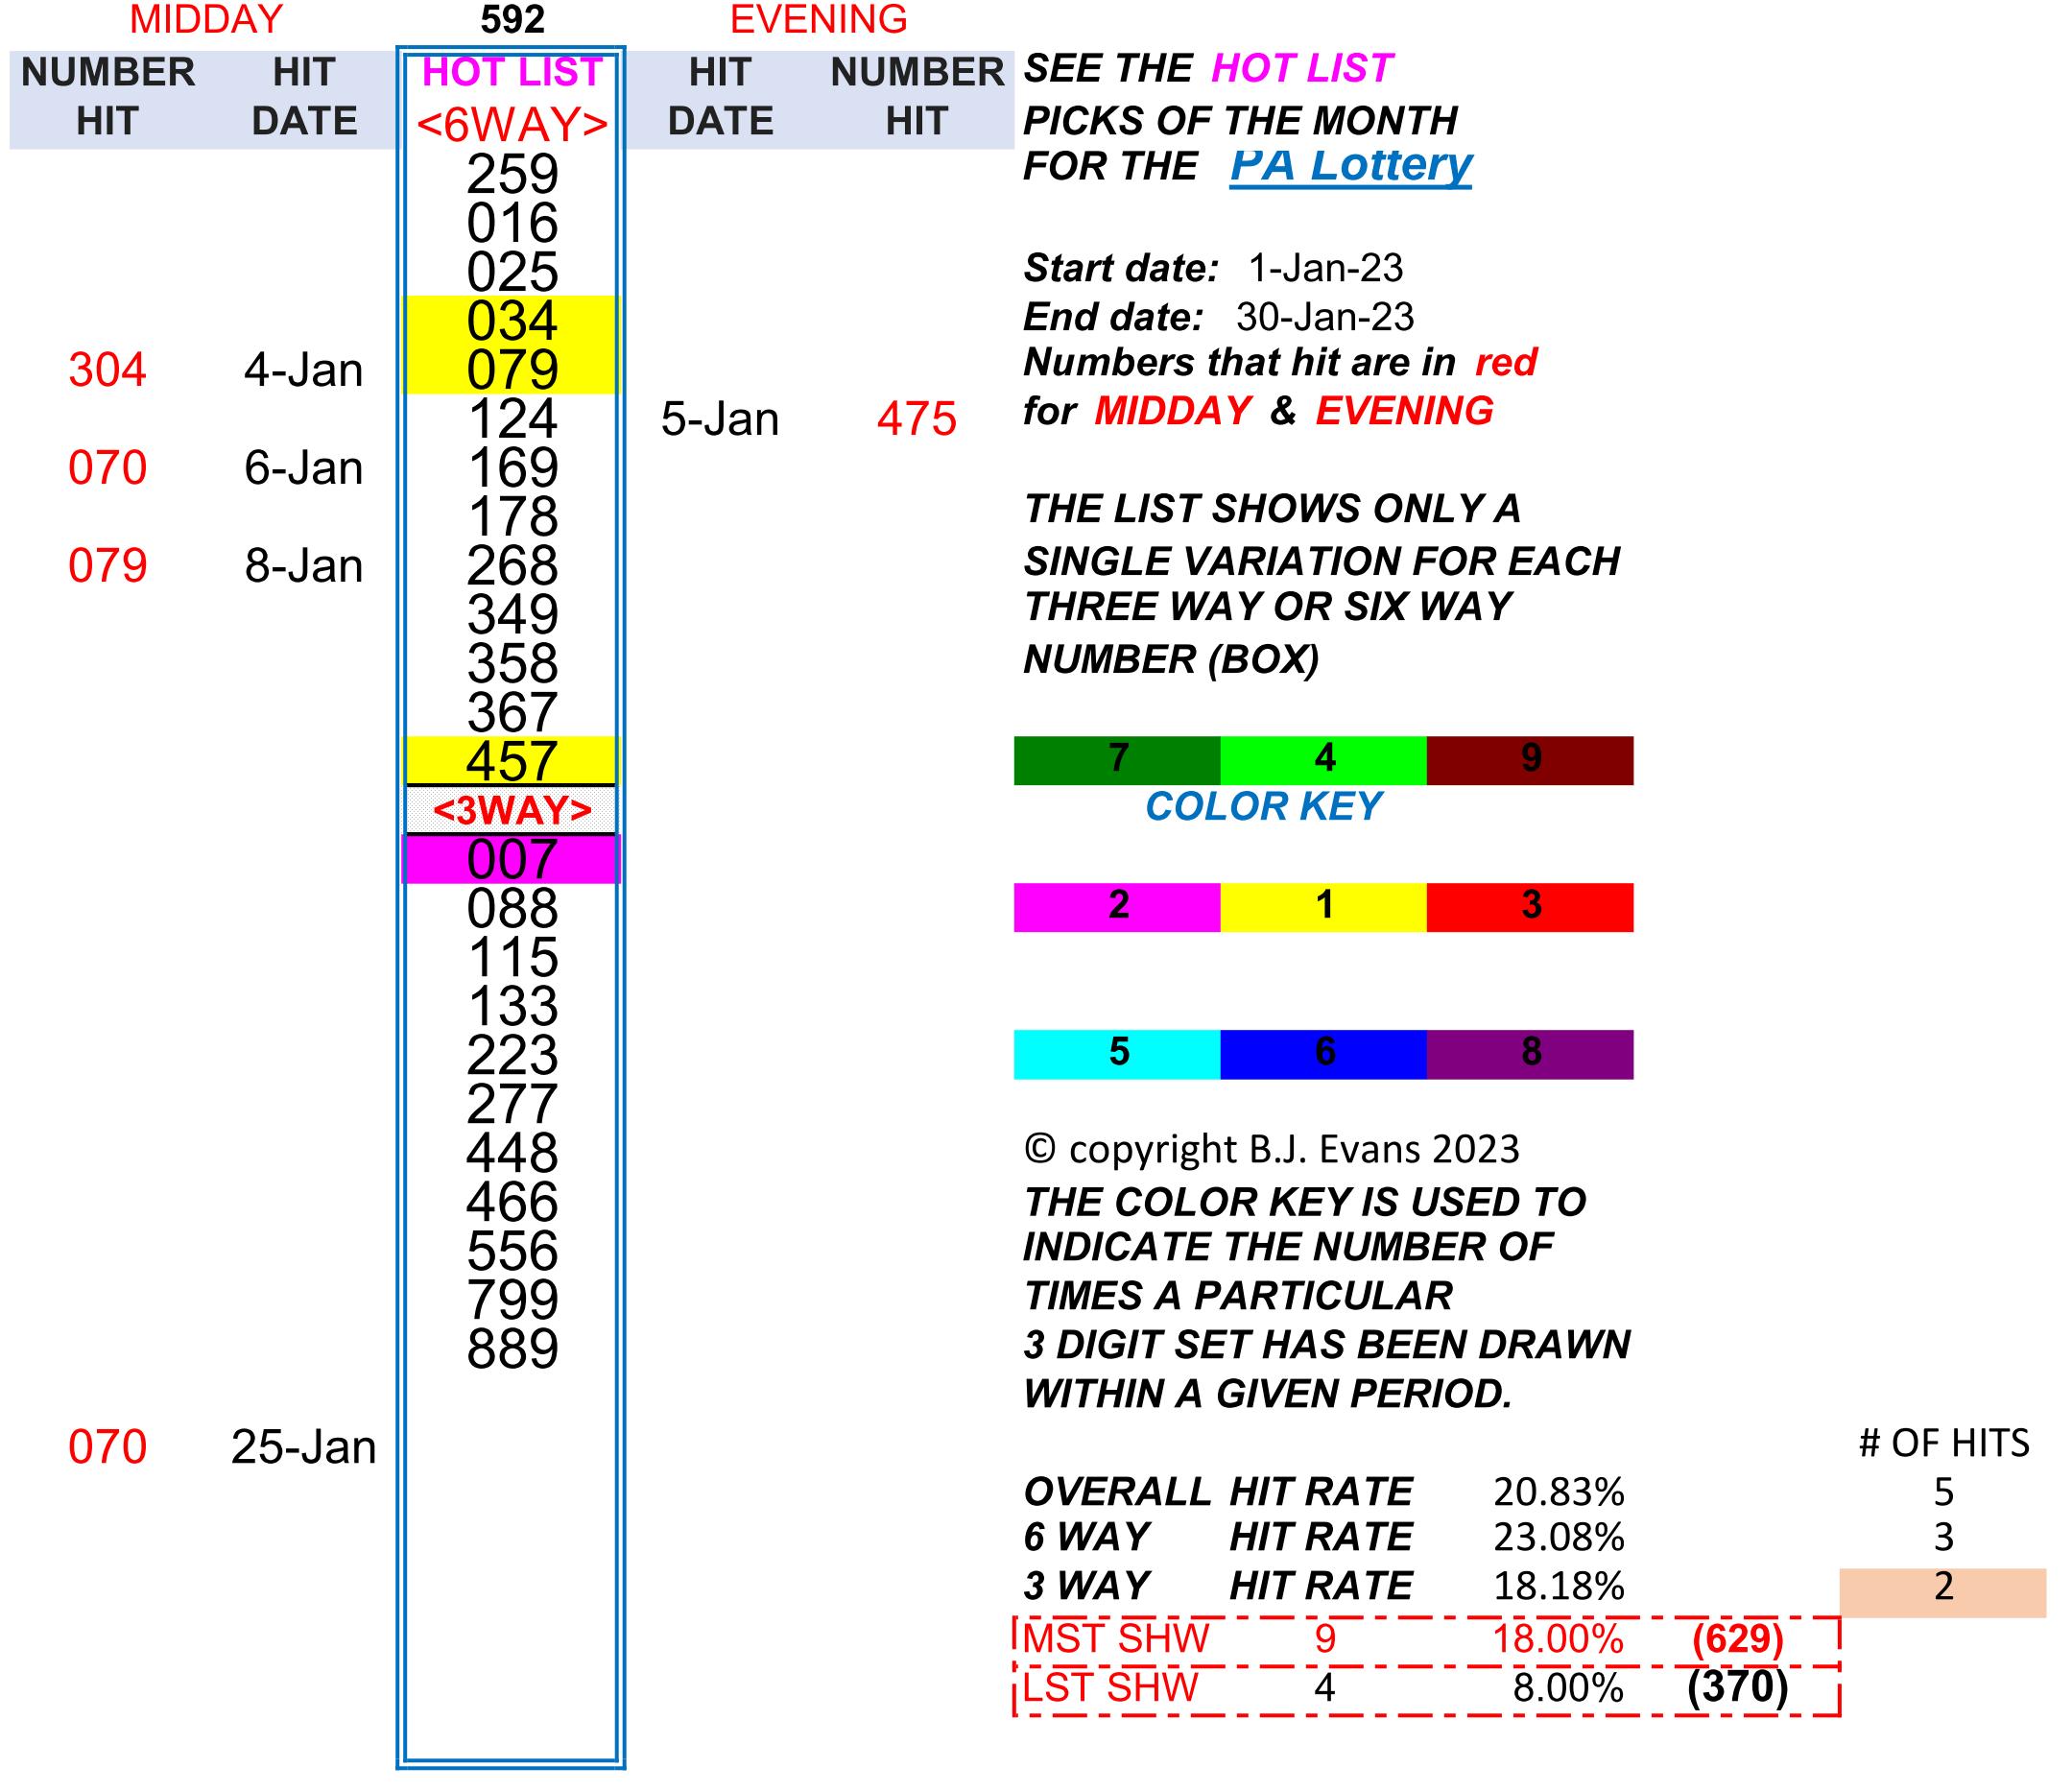 MIDDAY 592 EVENING
NUMBER HIT HOT LIST HIT NUMBER SEE THE HOT LIST
HIT DATE <6WAY> DATE HIT PICKS OF THE MONTH
259 FOR THE PA Lottery
016
025 Start date: 1-Jan-23
034 End date: 30-Jan-23
304 4-Jan 079 Numbers that hit are in red
124 5-Jan 475 for MIDDAY & EVENING
070 6-Jan 169
178 THE LIST SHOWS ONLY A
079 8-Jan 268 SINGLE VARIATION FOR EACH
349 THREE WAY OR SIX WAY
358 NUMBER (BOX)
367
457 7 4 9
<3WAY> COLOR KEY
007
088 2 1 3
115
133
223 5 6 8
277
448 © copyright B.J. Evans 2023
466 THE COLOR KEY IS USED TO
556 INDICATE THE NUMBER OF
799 TIMES A PARTICULAR
889 3 DIGIT SET HAS BEEN DRAWN
WITHIN A GIVEN PERIOD.
070 25-Jan # OF HITS
OVERALL HIT RATE 20.83% 5
6 WAY HIT RATE 23.08% 3
3 WAY HIT RATE 18.18% 2
MST SHW 9 18.00% (629)
LST SHW 4 8.00% (370)